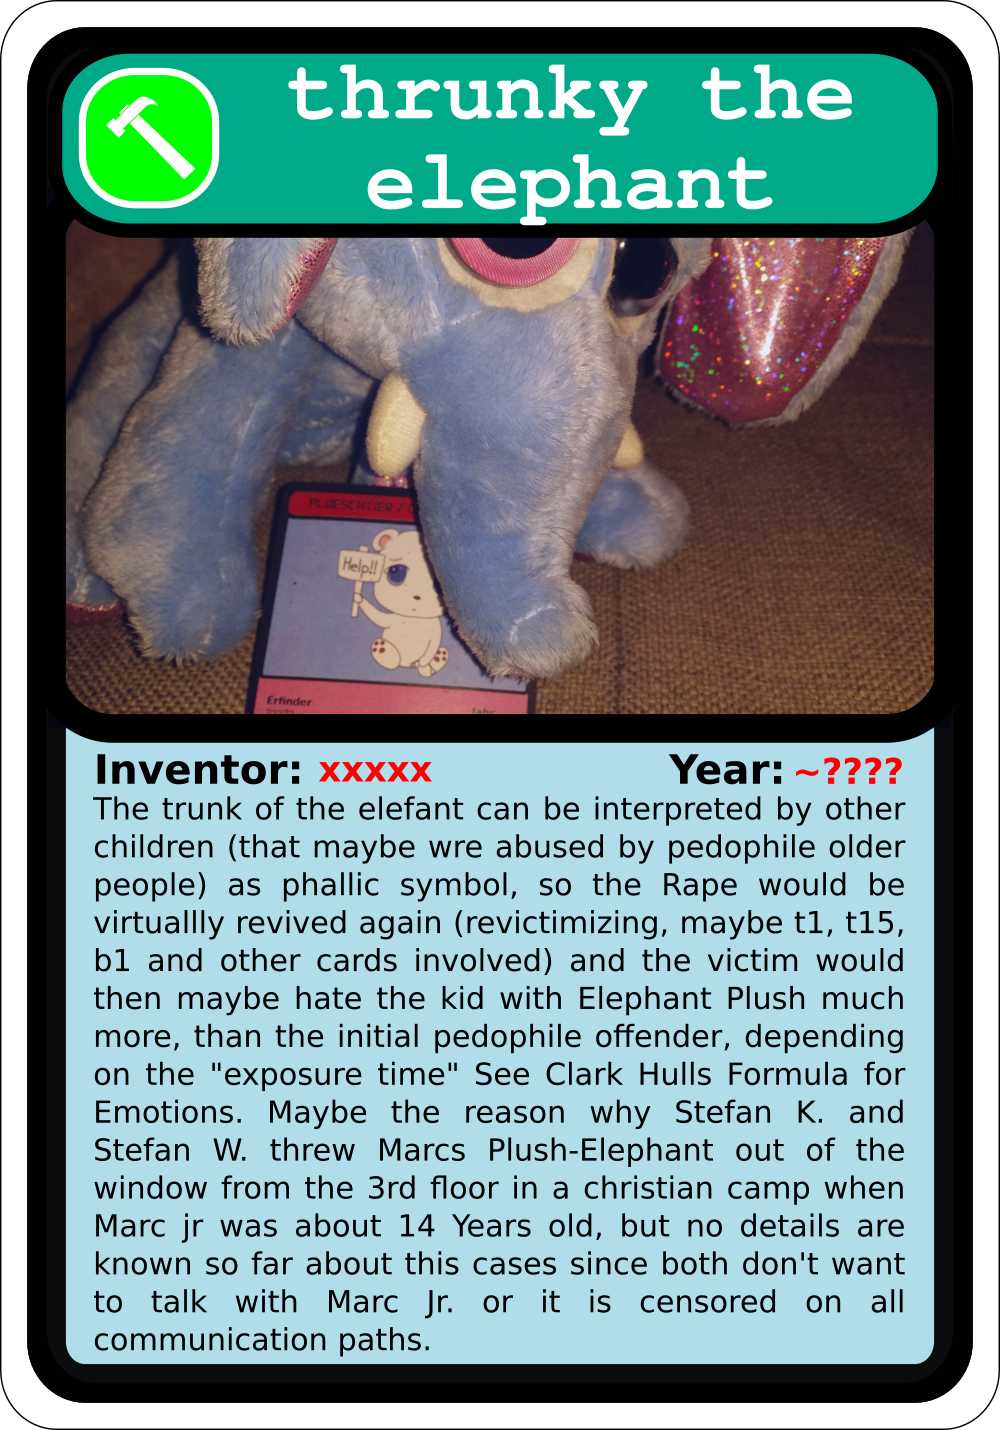 thrunky the
elephant
PLUESCHTIER /
Help!!
Erfinder
Jahr
Inventor: xxxxx Year: ~????
The trunk of the elefant can be interpreted by other
children (that maybe wre abused by pedophile older
people) as phallic symbol, so the Rape would be
virtuallly revived again (revictimizing, maybe t1, t15,
b1 and other cards involved) and the victim would
then maybe hate the kid with Elephant Plush much
more, than the initial pedophile offender, depending
on the "exposure time" See Clark Hulls Formula for
Emotions. Maybe the reason why Stefan K. and
Stefan W. threw Marcs Plush-Elephant out of the
window from the 3rd floor in a christian camp when
Marc jr was about 14 Years old, but no details are
known so far about this cases since both don't want
to talk with Marc Jr. or it is censored on all
communication paths.